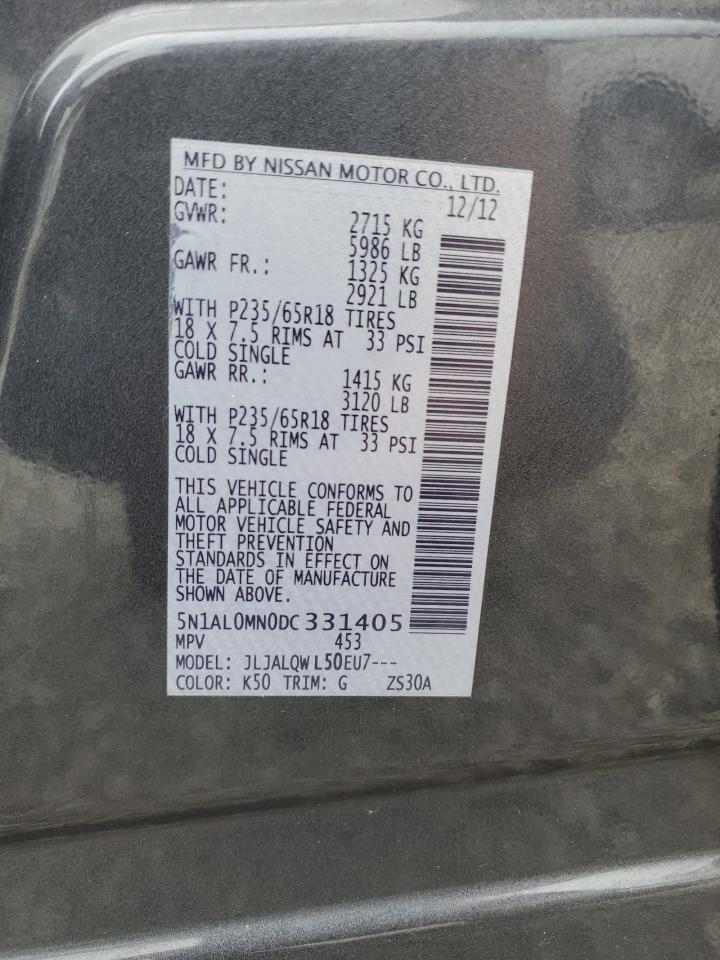 MFD BY NISSAN MOTOR CO., LTD.
DATE: 12/12
GVWR: 2715 KG
5986 LB
GAWR FR.: 1325 KG
2921 LB
WITH P235/65R18 TIRES
18 X 7.5 RIMS AT 33 PSI
COLD SINGLE
GAWR RR.: 1415 KG
3120 LB
WITH P235/65R18 TIRES
18 X 7.5 RIMS AT 33 PSI
COLD SINGLE
THIS VEHICLE CONFORMS TO
ALL APPLICABLE FEDERAL
MOTOR VEHICLE SAFETY AND
THEFT PREVENTION
STANDARDS IN EFFECT ON
THE DATE OF MANUFACTURE
SHOWN ABOVE.
5N1AL0MN0DC331405
MPV 453
MODEL: JLJALQWL50EU7---
COLOR: K50 TRIM: G ZS30A